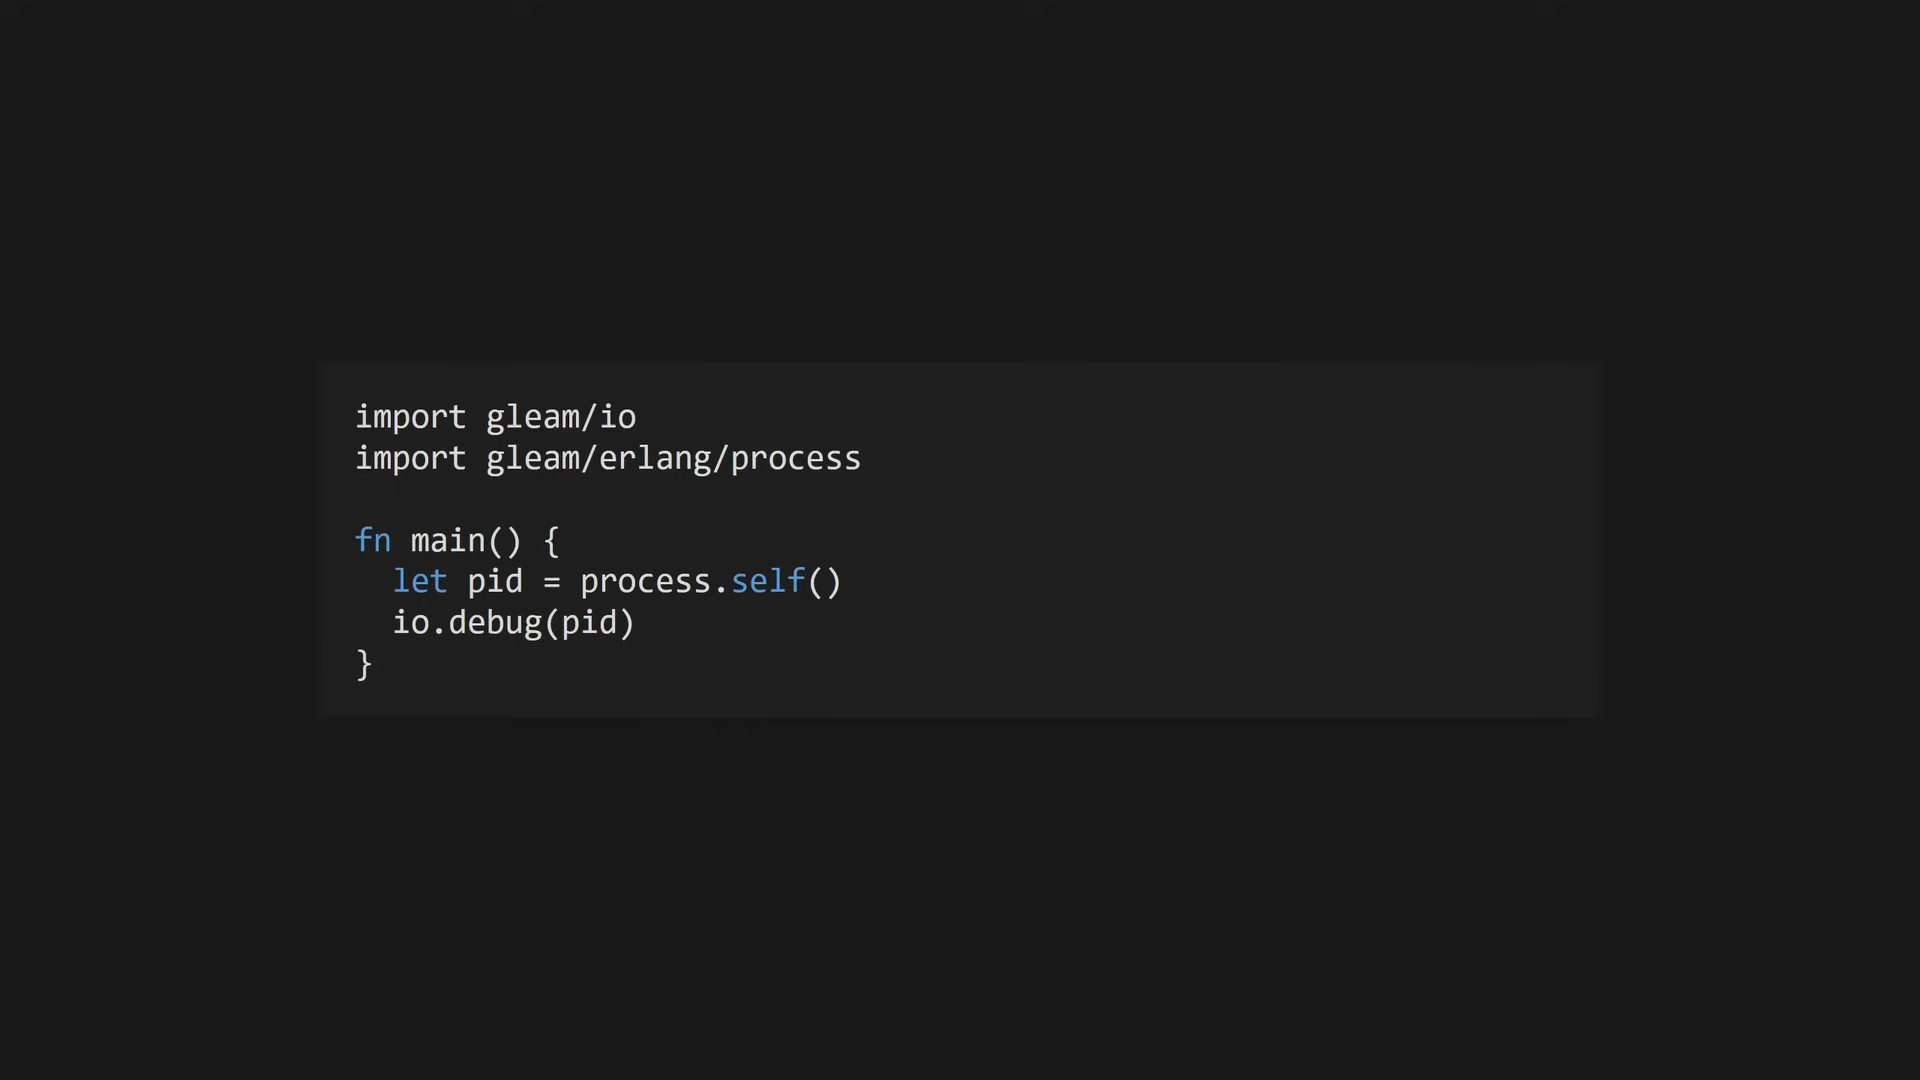 import gleam/io
import gleam/erlang/process

fn main() {
  let pid = process.self()
  io.debug(pid)
}